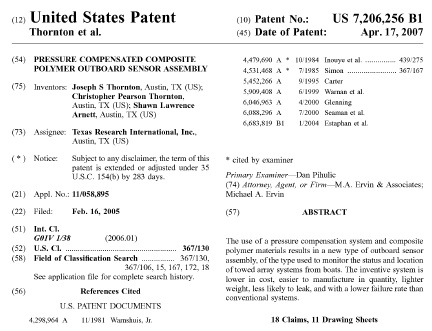 (12) United States Patent
Thornton et al.
(10) Patent No.: US 7,206,256 B1
(45) Date of Patent: Apr. 17, 2007
(54) PRESSURE COMPENSATED COMPOSITE
POLYMER OUTBOARD SENSOR ASSEMBLY
(75) Inventors: Joseph S Thornton, Austin, TX (US);
Christopher Pearson Thornton,
Austin, TX (US); Shawn Lawrence
Arnett, Austin, TX (US)
(73) Assignee: Texas Research International, Inc.,
Austin, TX (US)
( * ) Notice: Subject to any disclaimer, the term of this
patent is extended or adjusted under 35
U.S.C. 154(b) by 283 days.
(21) Appl. No.: 11/058,895
(22) Filed: Feb. 16, 2005
(51) Int. Cl.
G01V 1/38 (2006.01)
(52) U.S. Cl. ........................................ 367/130
(58) Field of Classification Search ............... 367/130,
367/106, 15, 167, 172, 18
See application file for complete search history.
(56) References Cited
U.S. PATENT DOCUMENTS
4,298,964 A 11/1981 Warnshuis, Jr.
4,479,690 A * 10/1984 Inouye et al. .............. 439/275
4,531,468 A * 7/1985 Simon ...................... 367/167
5,452,266 A 9/1995 Carter
5,909,408 A 6/1999 Warnan et al.
6,046,963 A 4/2000 Glenning
6,088,296 A 7/2000 Seaman et al.
6,683,819 B1 1/2004 Estaphan et al.
* cited by examiner
Primary Examiner—Dan Pihulic
(74) Attorney, Agent, or Firm—M.A. Ervin & Associates;
Michael A. Ervin
(57) ABSTRACT
The use of a pressure compensation system and composite
polymer materials results in a new type of outboard sensor
assembly, of the type used to monitor the status and location
of towed array systems from boats. The inventive system is
lower in cost, easier to manufacture in quantity, lighter
weight, less likely to leak, and with a lower failure rate than
conventional systems.
18 Claims, 11 Drawing Sheets